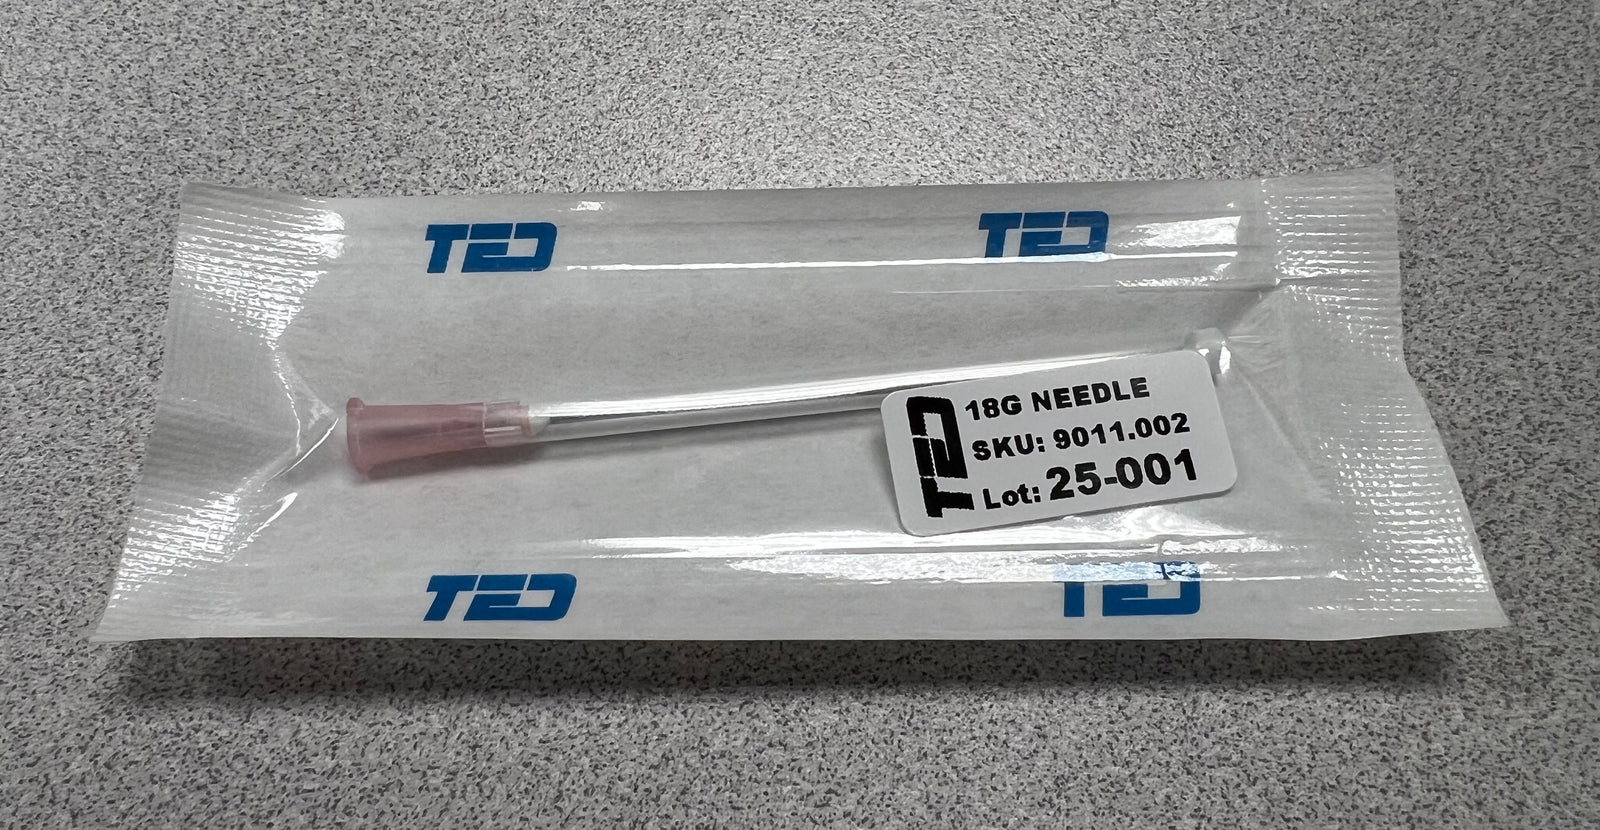 TED
TED
TED
18G NEEDLE
SKU: 9011.002
Lot: 25-001
TED
TED